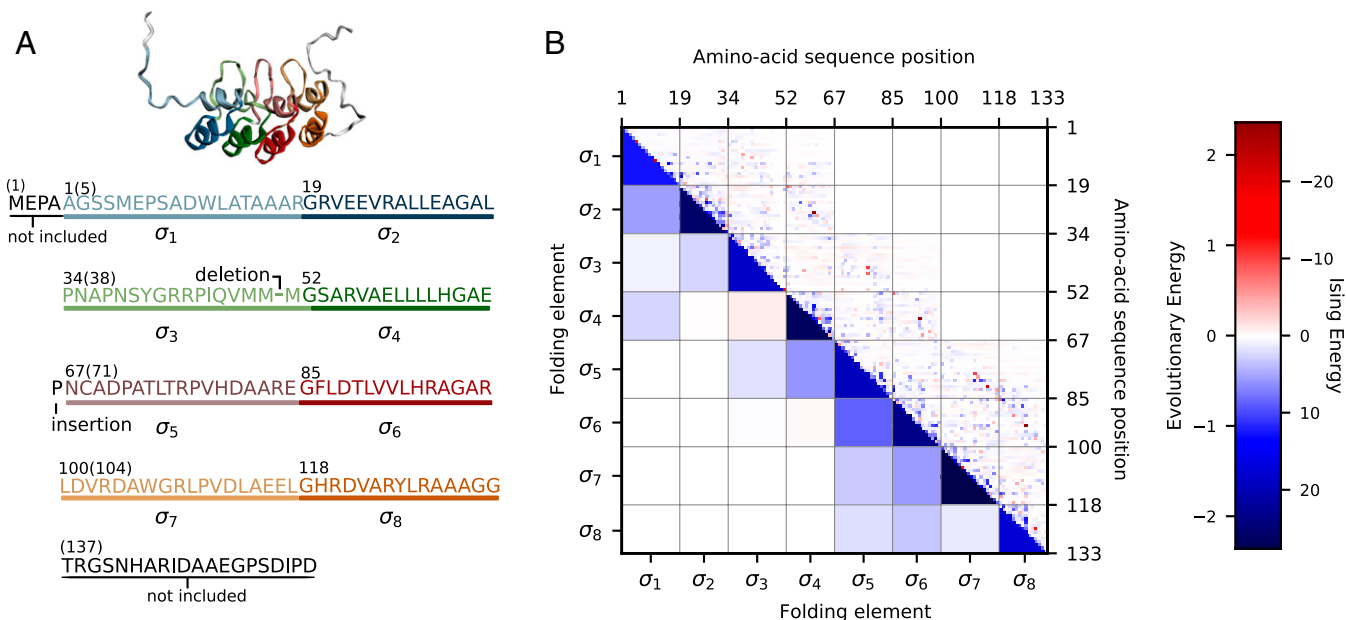 A
(1)
1(5)
19
MEPA AGSSMEPSADWLATAAAR GRVEEVRALLEAGAL
not included
σ1
σ2
deletion
34(38)
52
PNAPNSYGRRPIQVMM-M GSARVAELLLLHGAE
σ3
σ4
67(71)
85
P NCADPATLTRPVHDAARE GFLDTLVVLHRAGAR
insertion
σ5
σ6
100(104)
118
LDVRDAWGRLPVDLAEEL GHRDVARYLRAAAGG
σ7
σ8
(137)
TRGSNHARIDAAEGPSDIPD
not included
B
Amino-acid sequence position
1 19 34 52 67 85 100 118 133
Folding element
σ1
σ2
σ3
σ4
σ5
σ6
σ7
σ8
1
19
34
52
67
85
100
118
133
Amino-acid sequence position
σ1 σ2 σ3 σ4 σ5 σ6 σ7 σ8
Folding element
Evolutionary Energy
2
1
0
−1
−2
−20
−10
0
10
20
Ising Energy